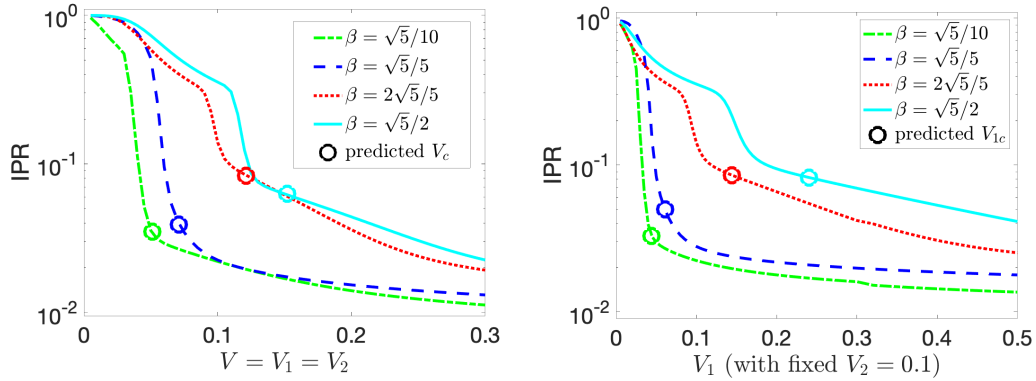 IPR
10^0
10^{-1}
10^{-2}
0
0.1
0.2
0.3
V = V_1 = V_2
β = √5/10
β = √5/5
β = 2√5/5
β = √5/2
predicted V_c
IPR
10^0
10^{-1}
10^{-2}
0
0.1
0.2
0.3
0.4
0.5
V_1 (with fixed V_2 = 0.1)
β = √5/10
β = √5/5
β = 2√5/5
β = √5/2
predicted V_{1c}